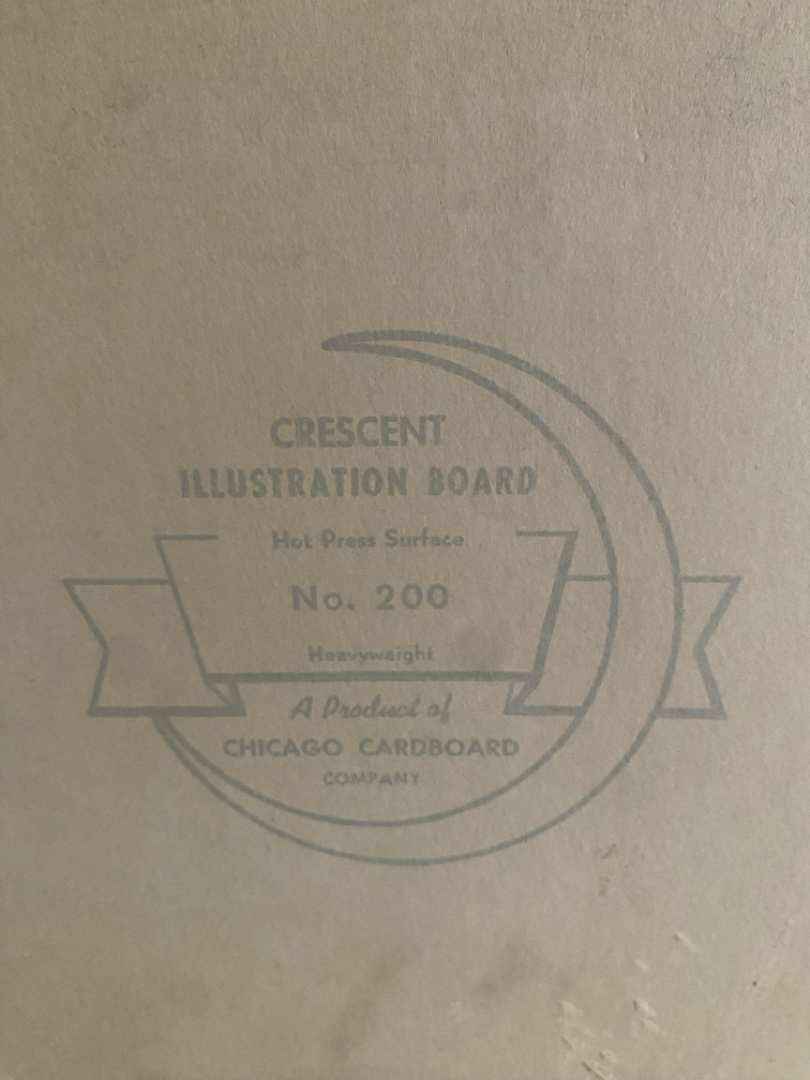 CRESCENT
ILLUSTRATION BOARD
Hot Press Surface
No. 200
Heavyweight
A Product of
CHICAGO CARDBOARD
COMPANY